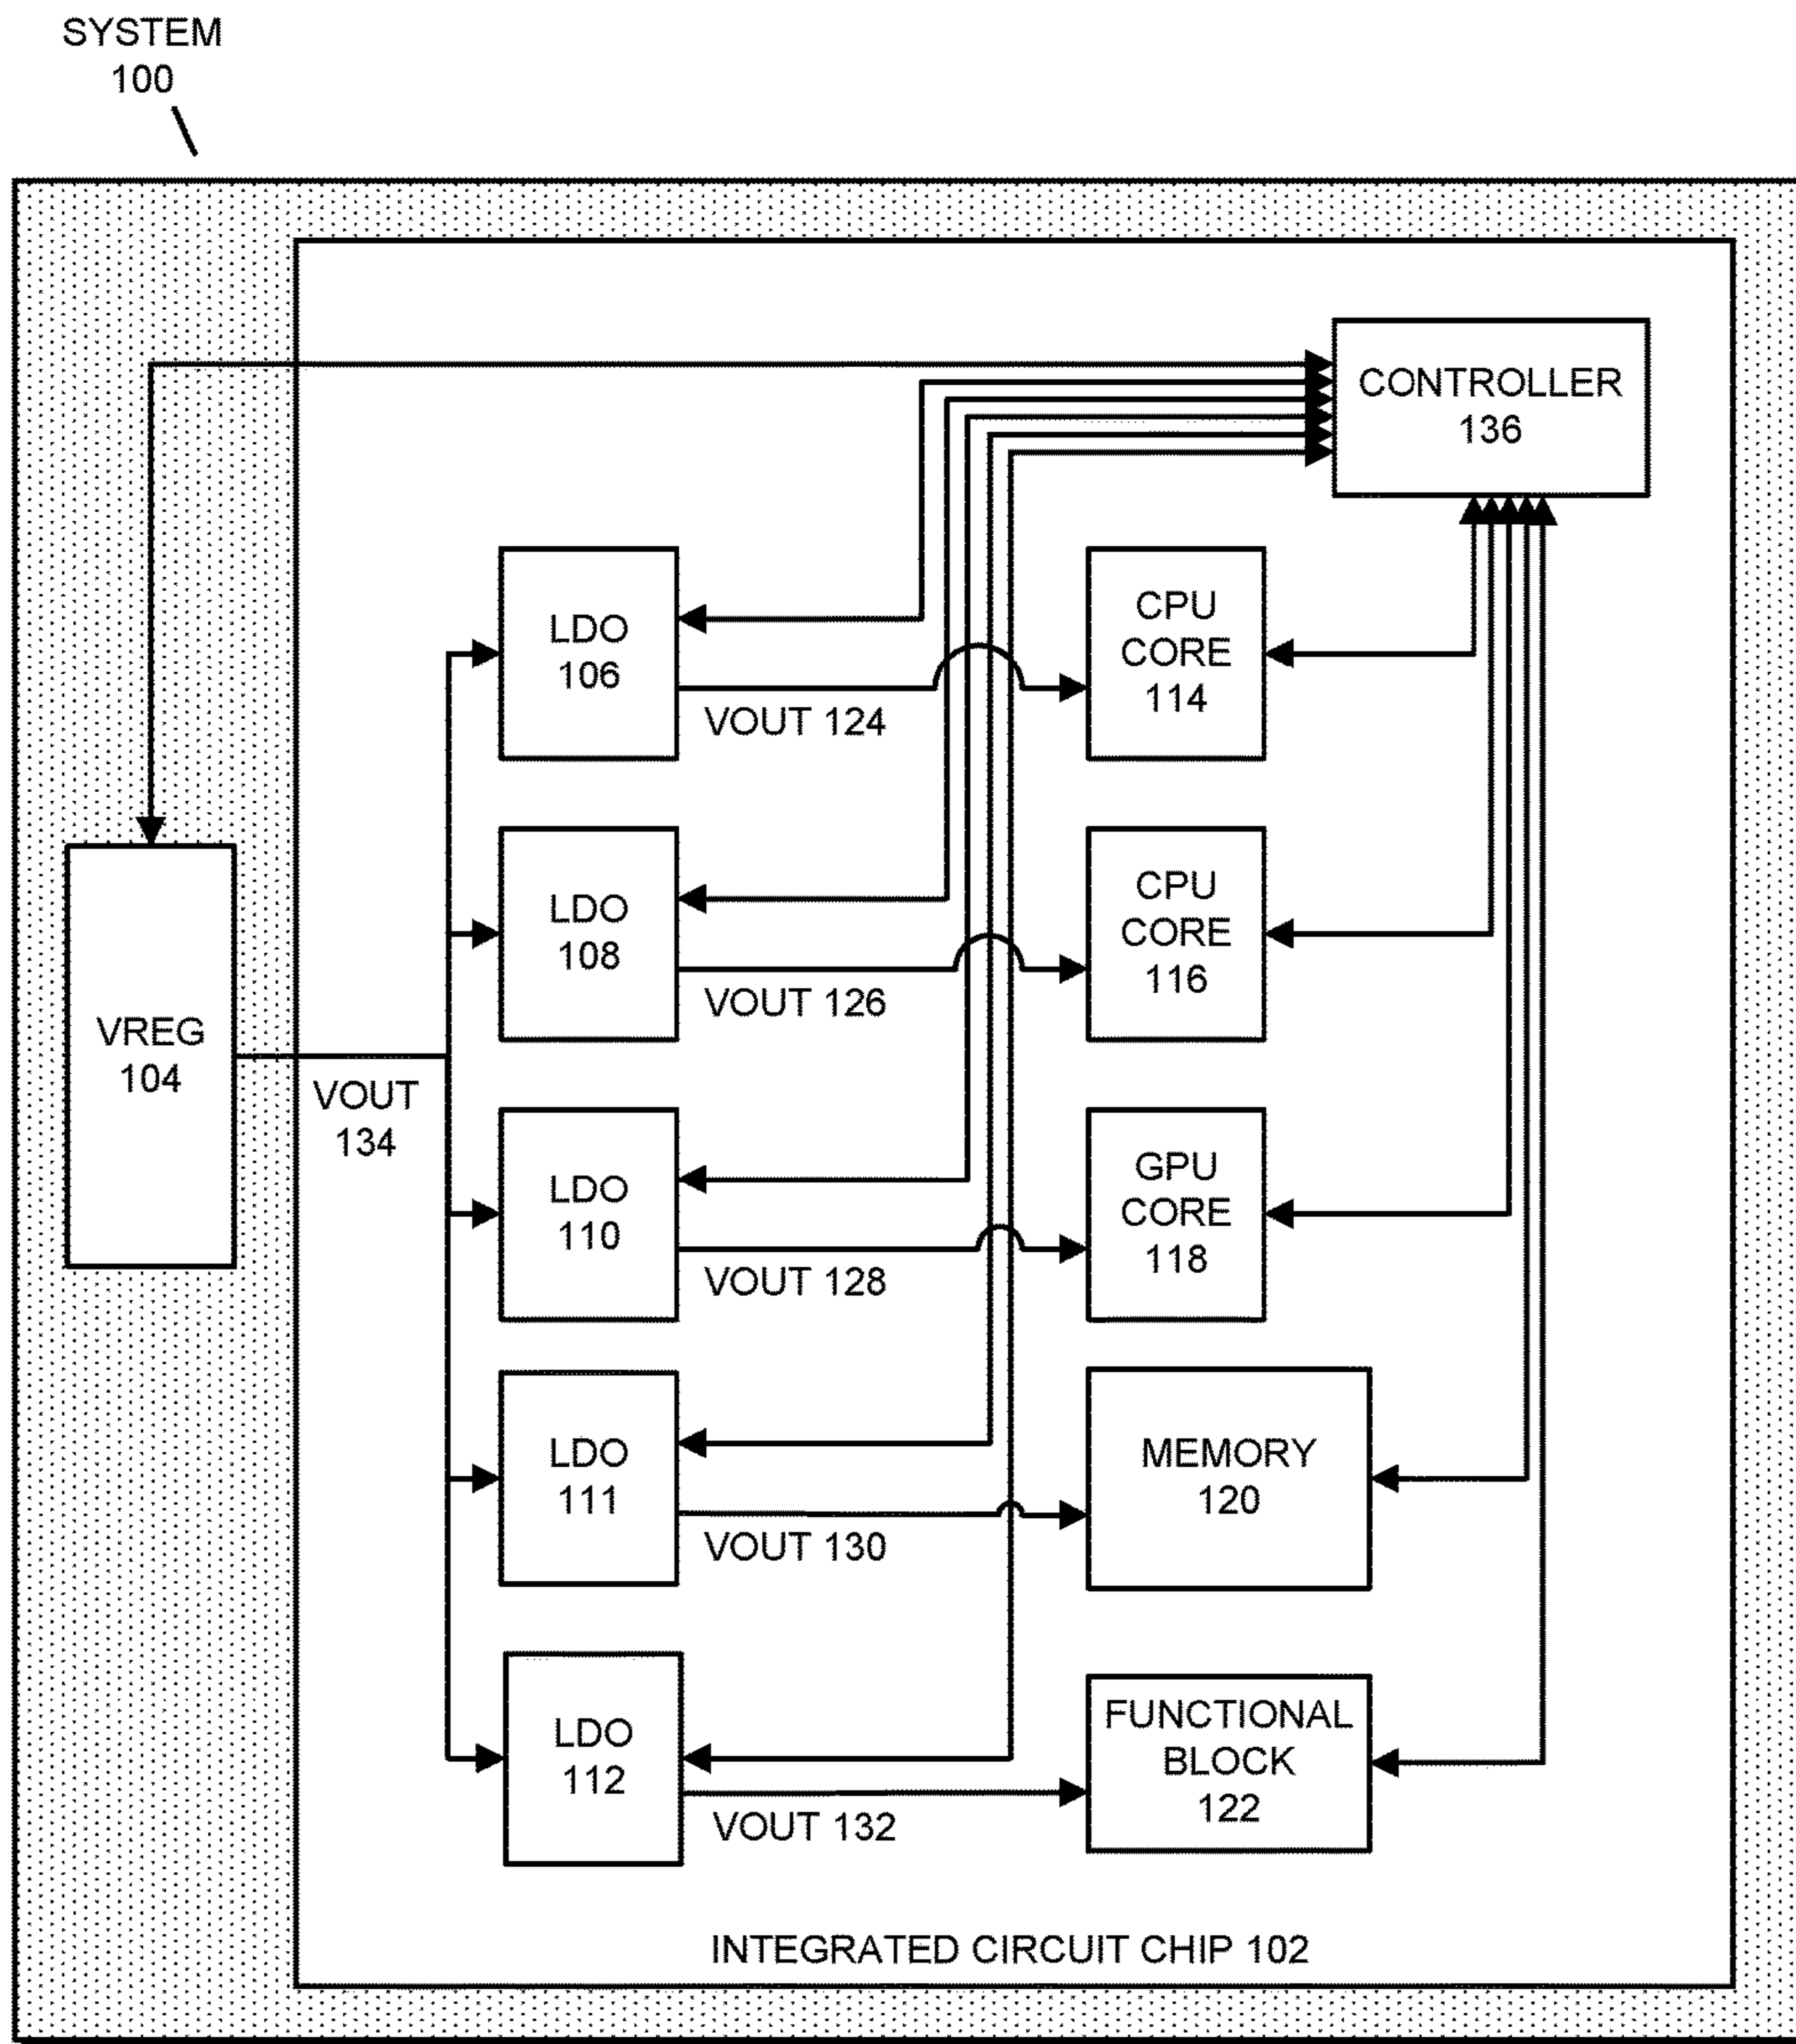 SYSTEM
100
CONTROLLER
136
LDO
106
CPU
CORE
114
VOUT 124
LDO
108
CPU
CORE
116
VOUT 126
VREG
104
VOUT
134
LDO
110
GPU
CORE
118
VOUT 128
LDO
111
MEMORY
120
VOUT 130
LDO
112
FUNCTIONAL
BLOCK
122
VOUT 132
INTEGRATED CIRCUIT CHIP 102